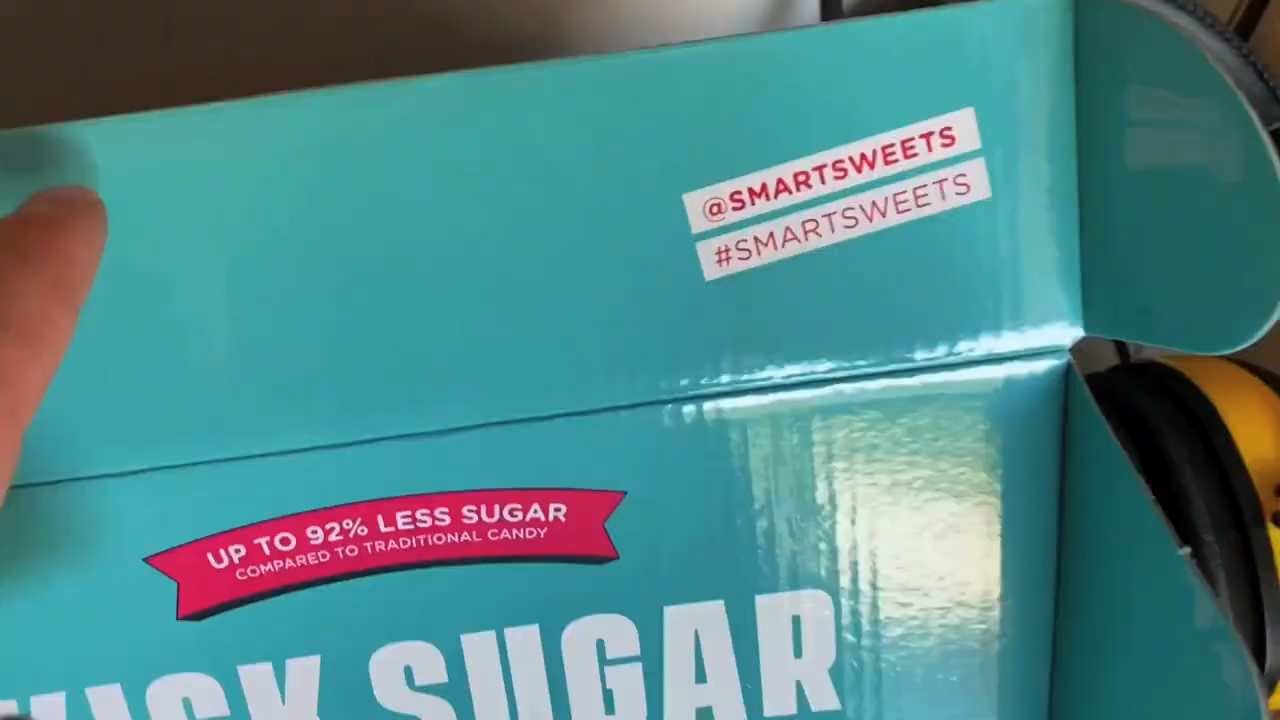 @SMARTSWEETS
#SMARTSWEETS
UP TO 92% LESS SUGAR
COMPARED TO TRADITIONAL CANDY
SUGAR